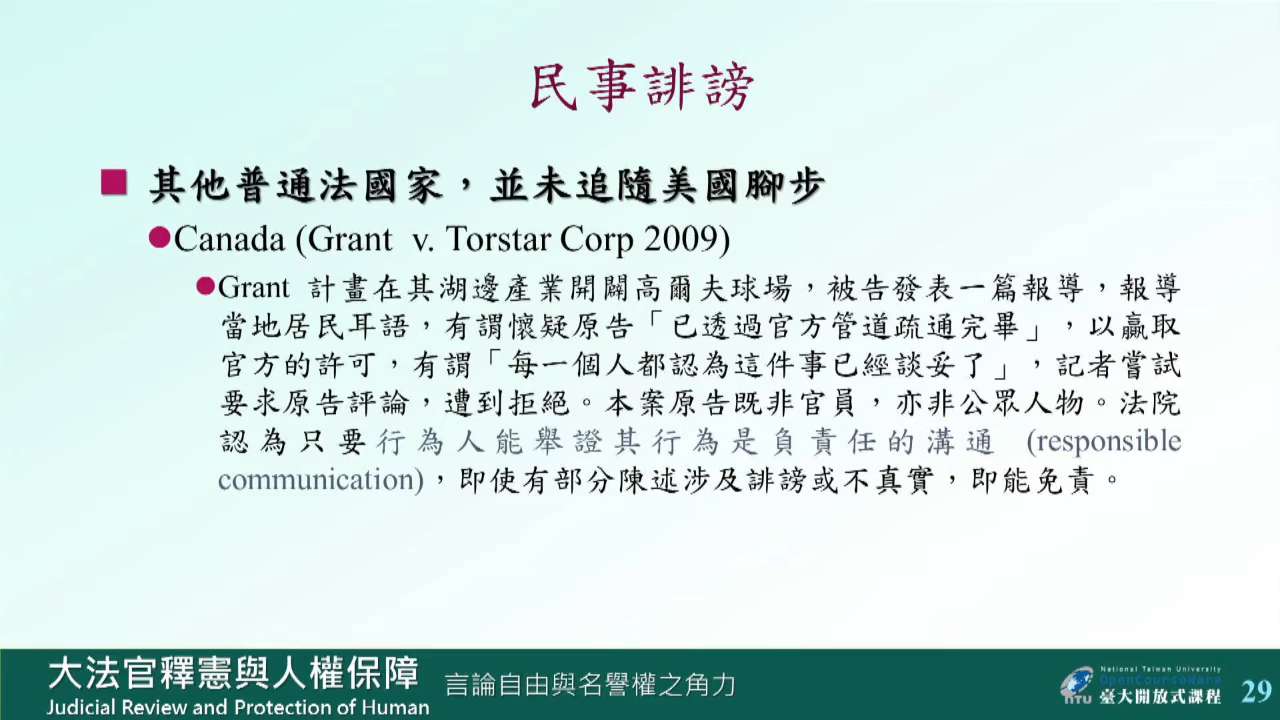 民事誹謗
其他普通法國家，並未追隨美國腳步
Canada (Grant v. Torstar Corp 2009)
Grant 計畫在其湖邊產業開闢高爾夫球場，被告發表一篇報導，報導
當地居民耳語，有謂懷疑原告「已透過官方管道疏通完畢」，以贏取
官方的許可，有謂「每一個人都認為這件事已經談妥了」，記者嘗試
要求原告評論，遭到拒絕。本案原告既非官員，亦非公眾人物。法院
認為只要行為人能舉證其行為是負責任的溝通 (responsible
communication)，即使有部分陳述涉及誹謗或不真實，即能免責。
大法官釋憲與人權保障
Judicial Review and Protection of Human
言論自由與名譽權之角力
National Taiwan University
OpenCourseWare
NTU 臺大開放式課程
29